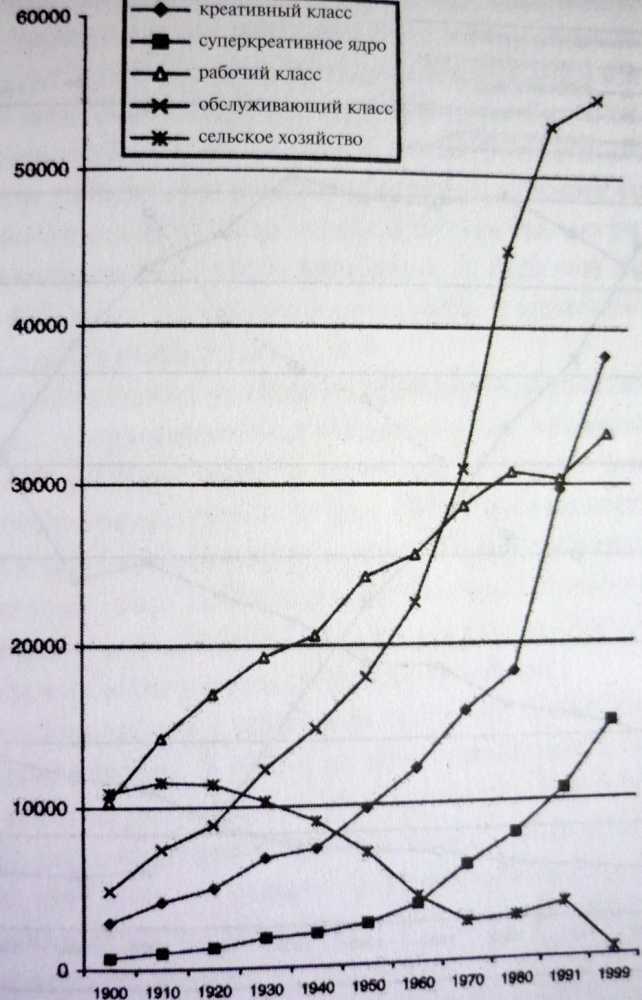 60000
креативный класс
суперкреативное ядро
рабочий класс
обслуживающий класс
сельское хозяйство
50000
40000
30000
20000
10000
0
1900 1910 1920 1930 1940 1950 1960 1970 1980 1991 1999